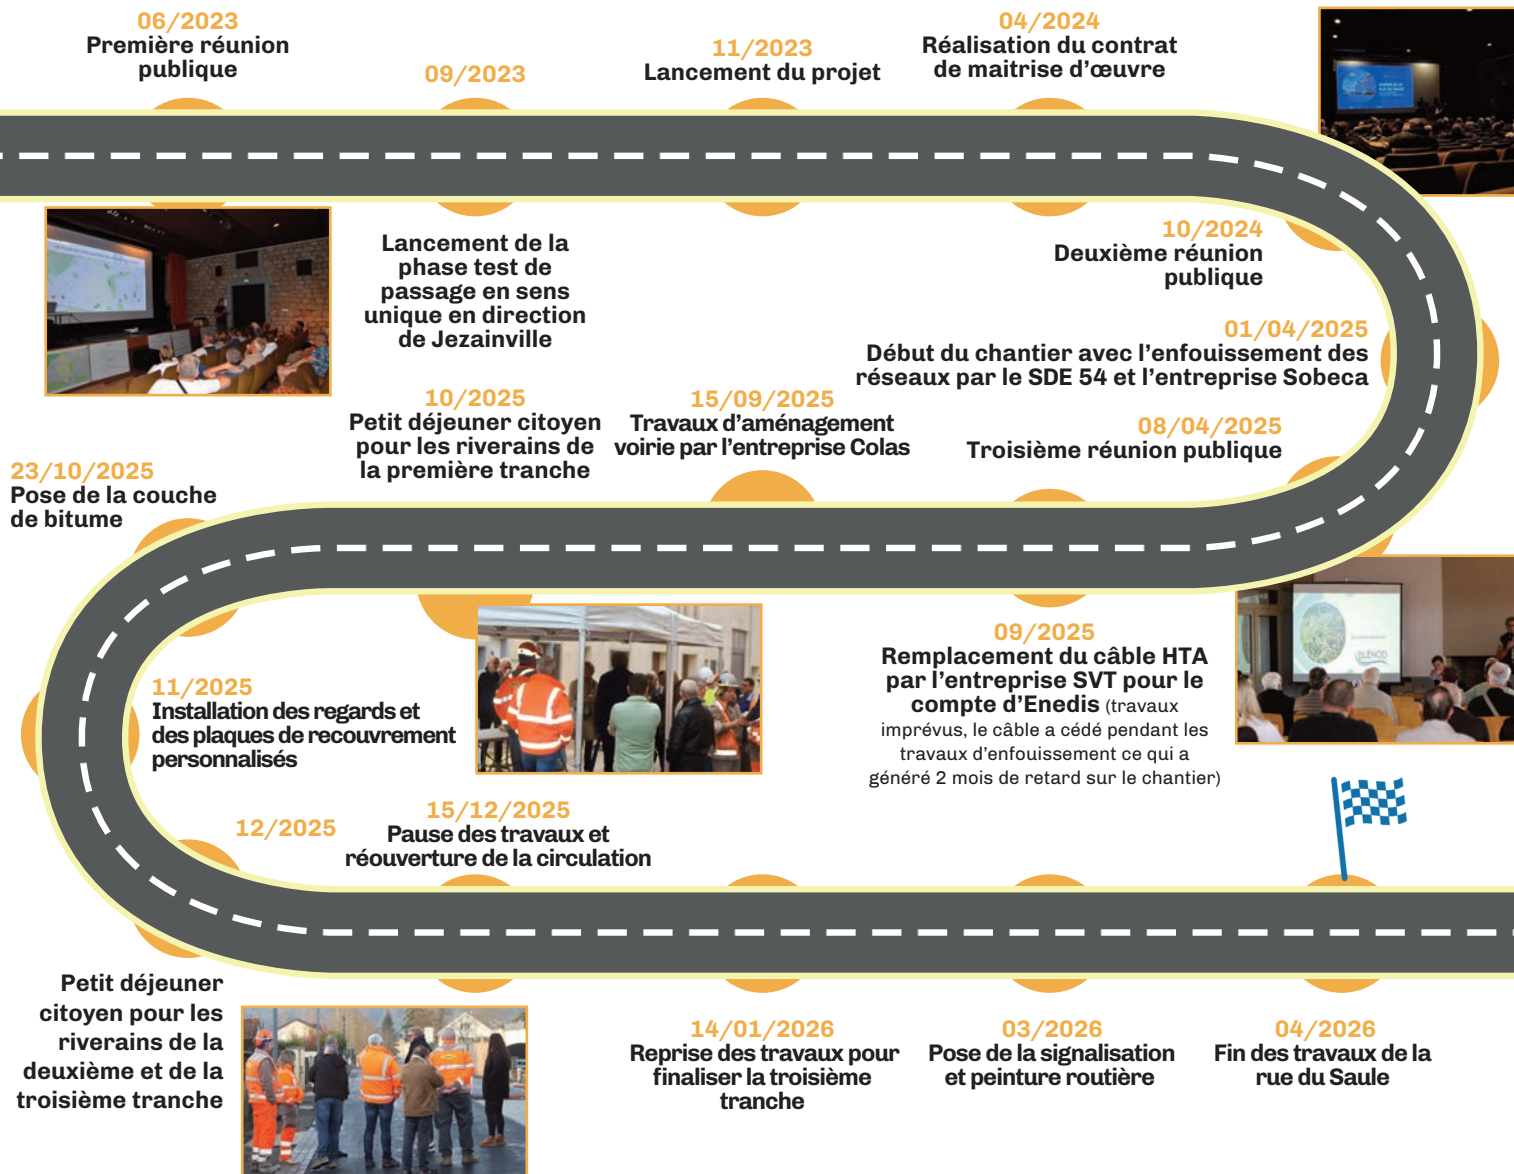 06/2023
Première réunion
publique
09/2023
Lancement de la
phase test de
passage en sens
unique en direction
de Jezainville
11/2023
Lancement du projet
04/2024
Réalisation du contrat
de maitrise d’œuvre
10/2024
Deuxième réunion
publique
01/04/2025
Début du chantier avec l’enfouissement des
réseaux par le SDE 54 et l’entreprise Sobeca
08/04/2025
Troisième réunion publique
09/2025
Remplacement du câble HTA
par l’entreprise SVT pour le
compte d’Enedis (travaux
imprévus, le câble a cédé pendant les
travaux d’enfouissement ce qui a
généré 2 mois de retard sur le chantier)
15/09/2025
Travaux d’aménagement
voirie par l’entreprise Colas
10/2025
Petit déjeuner citoyen
pour les riverains de
la première tranche
23/10/2025
Pose de la couche
de bitume
11/2025
Installation des regards et
des plaques de recouvrement
personnalisés
12/2025
Petit déjeuner
citoyen pour les
riverains de la
deuxième et de la
troisième tranche
15/12/2025
Pause des travaux et
réouverture de la circulation
14/01/2026
Reprise des travaux pour
finaliser la troisième
tranche
03/2026
Pose de la signalisation
et peinture routière
04/2026
Fin des travaux de la
rue du Saule